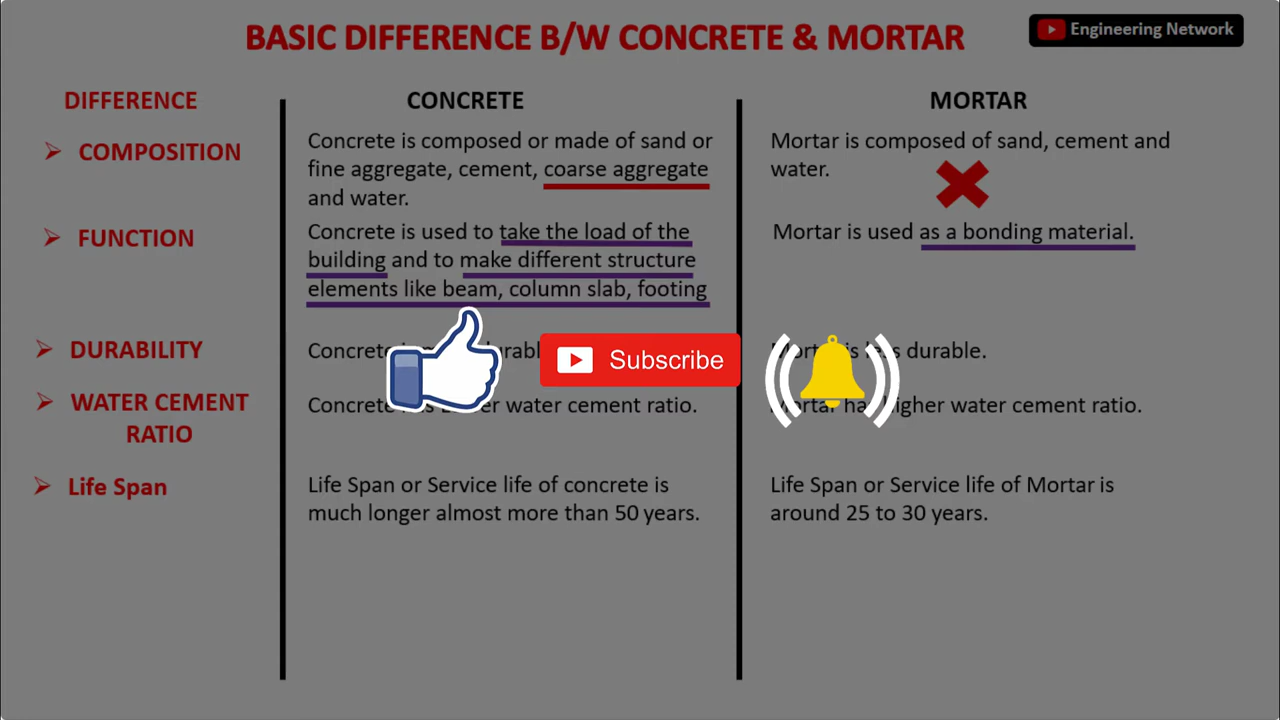 BASIC DIFFERENCE B/W CONCRETE & MORTAR
Engineering Network
DIFFERENCE
CONCRETE
MORTAR
COMPOSITION
Concrete is composed or made of sand or
fine aggregate, cement, coarse aggregate
and water.
Mortar is composed of sand, cement and
water.
FUNCTION
Concrete is used to take the load of the
building and to make different structure
elements like beam, column slab, footing
Mortar is used as a bonding material.
DURABILITY
Concrete
Subscribe
less durable.
WATER CEMENT
RATIO
Concrete water cement ratio.
Mortar has higher water cement ratio.
Life Span
Life Span or Service life of concrete is
much longer almost more than 50 years.
Life Span or Service life of Mortar is
around 25 to 30 years.